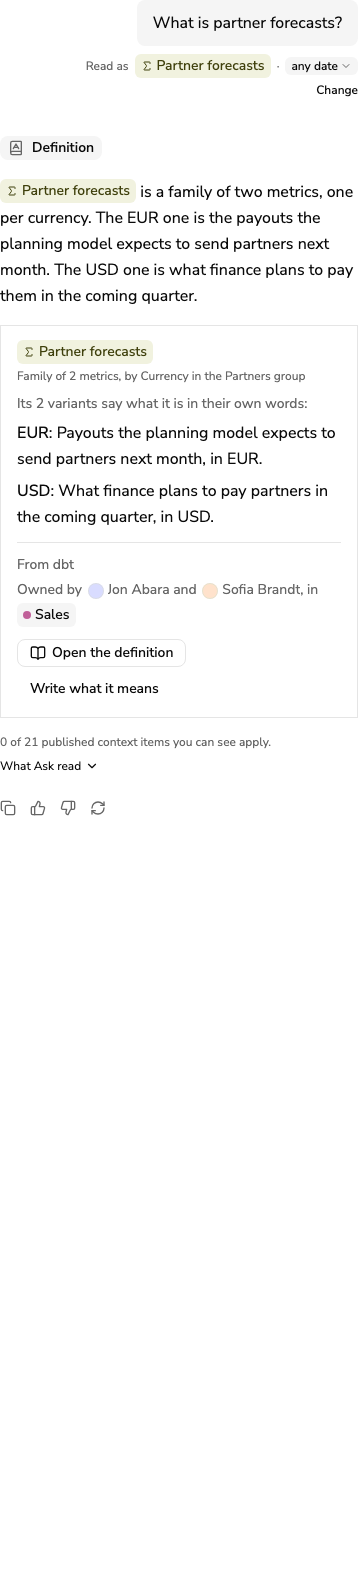 What is partner forecasts?
Read as Σ Partner forecasts · any date
Change
Definition
Σ Partner forecasts is a family of two metrics, one
per currency. The EUR one is the payouts the
planning model expects to send partners next
month. The USD one is what finance plans to pay
them in the coming quarter.
Σ Partner forecasts
Family of 2 metrics, by Currency in the Partners group
Its 2 variants say what it is in their own words:
EUR: Payouts the planning model expects to
send partners next month, in EUR.
USD: What finance plans to pay partners in
the coming quarter, in USD.
From dbt
Owned by Jon Abara and Sofia Brandt, in
Sales
Open the definition
Write what it means
0 of 21 published context items you can see apply.
What Ask read